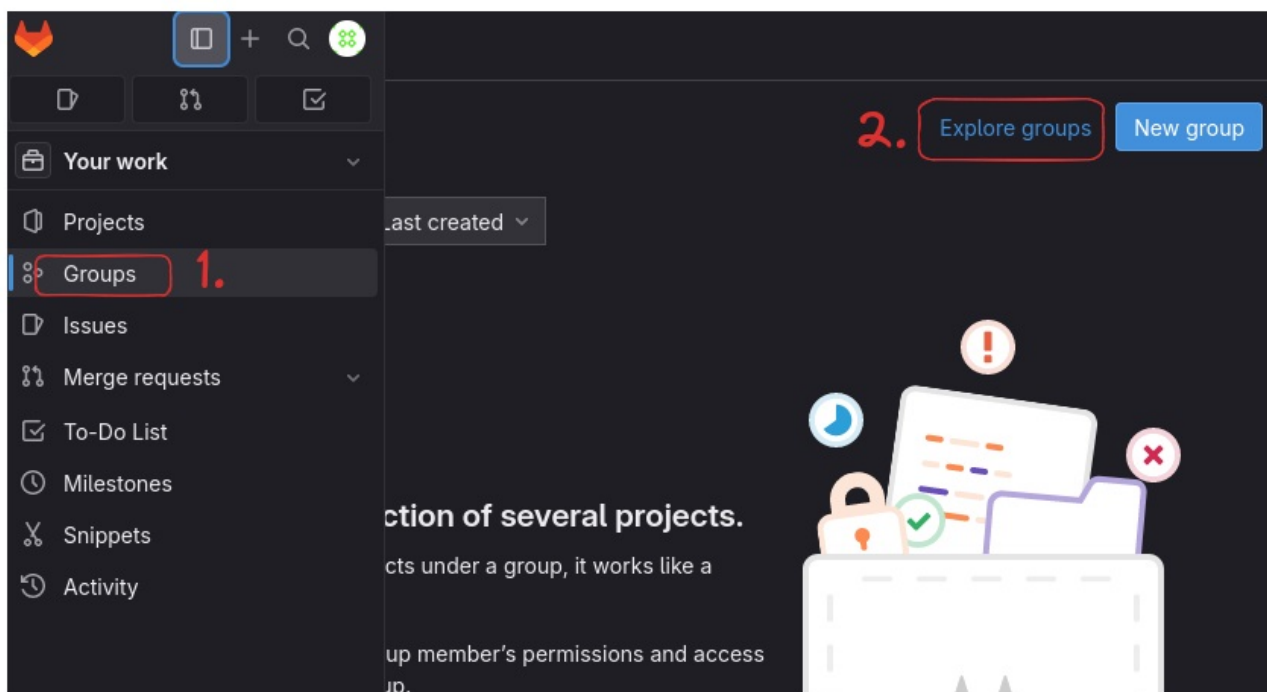 Your work
Projects
Groups
1.
Issues
Merge requests
To-Do List
Milestones
Snippets
Activity
2.
Explore groups
New group
Last created
ction of several projects.
cts under a group, it works like a
up member’s permissions and access
up.